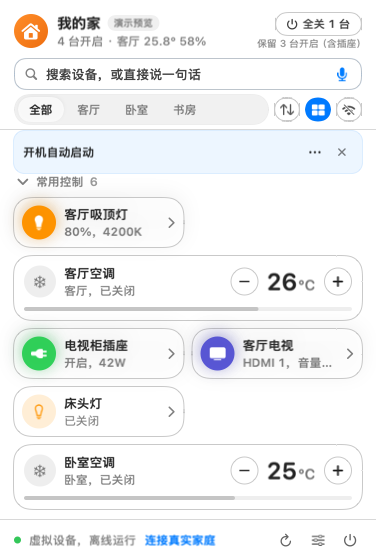 我的家 演示预览
全关 1 台
4 台开启 · 客厅 25.8° 58%
保留 3 台开启 (含插座)
搜索设备，或直接说一句话
全部 客厅 卧室 书房
开机自动启动
常用控制 6
客厅吸顶灯
80%，4200K
客厅空调
客厅，已关闭
26°C
电视柜插座
开启，42W
客厅电视
HDMI 1，音量...
床头灯
已关闭
卧室空调
卧室，已关闭
25°C
虚拟设备，离线运行 连接真实家庭